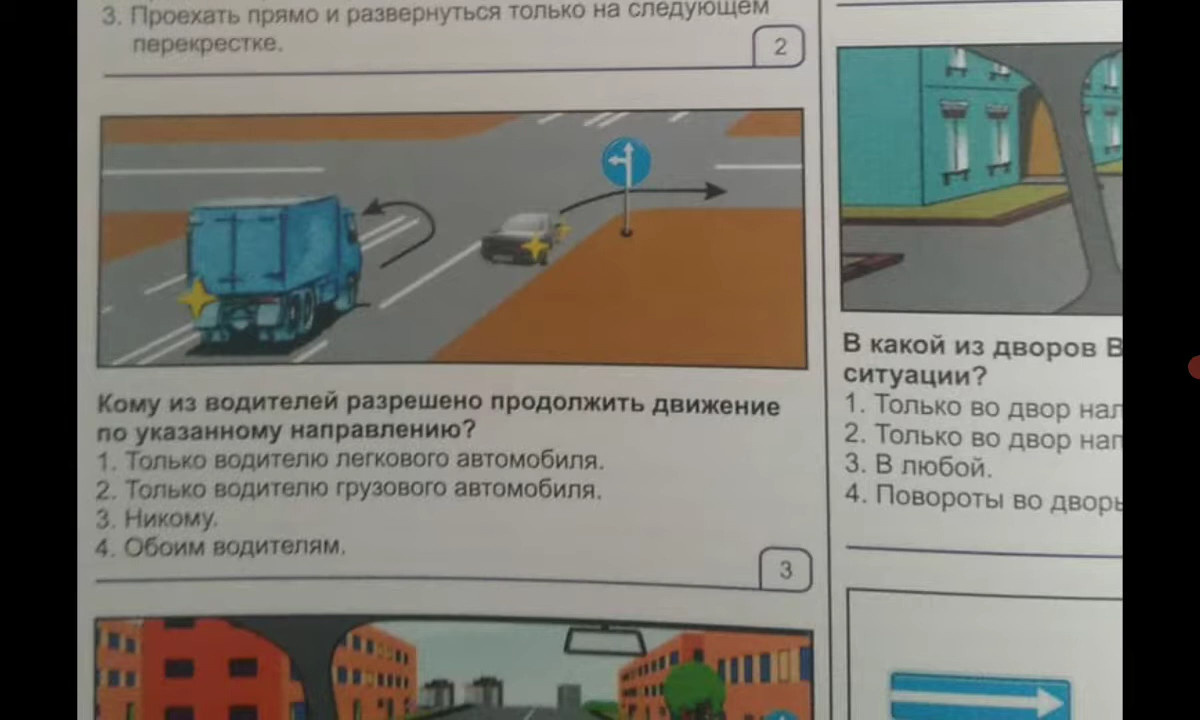 3. Проехать прямо и развернуться только на следующем
перекрестке.
2
Кому из водителей разрешено продолжить движение
по указанному направлению?
1. Только водителю легкового автомобиля.
2. Только водителю грузового автомобиля.
3. Никому.
4. Обоим водителям.
3
В какой из дворов В
ситуации?
1. Только во двор
2. Только во двор
3. В любой.
4. Повороты во